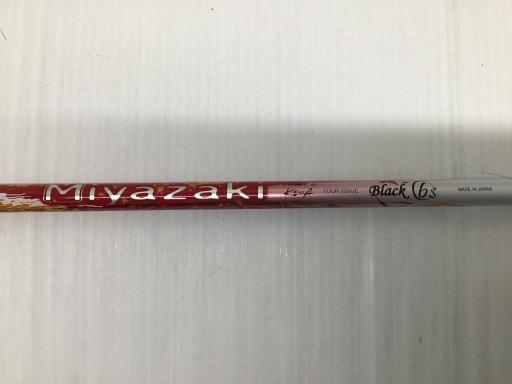 Miyazaki KENA TOUR ISSUE Black 6s MADE IN JAPAN